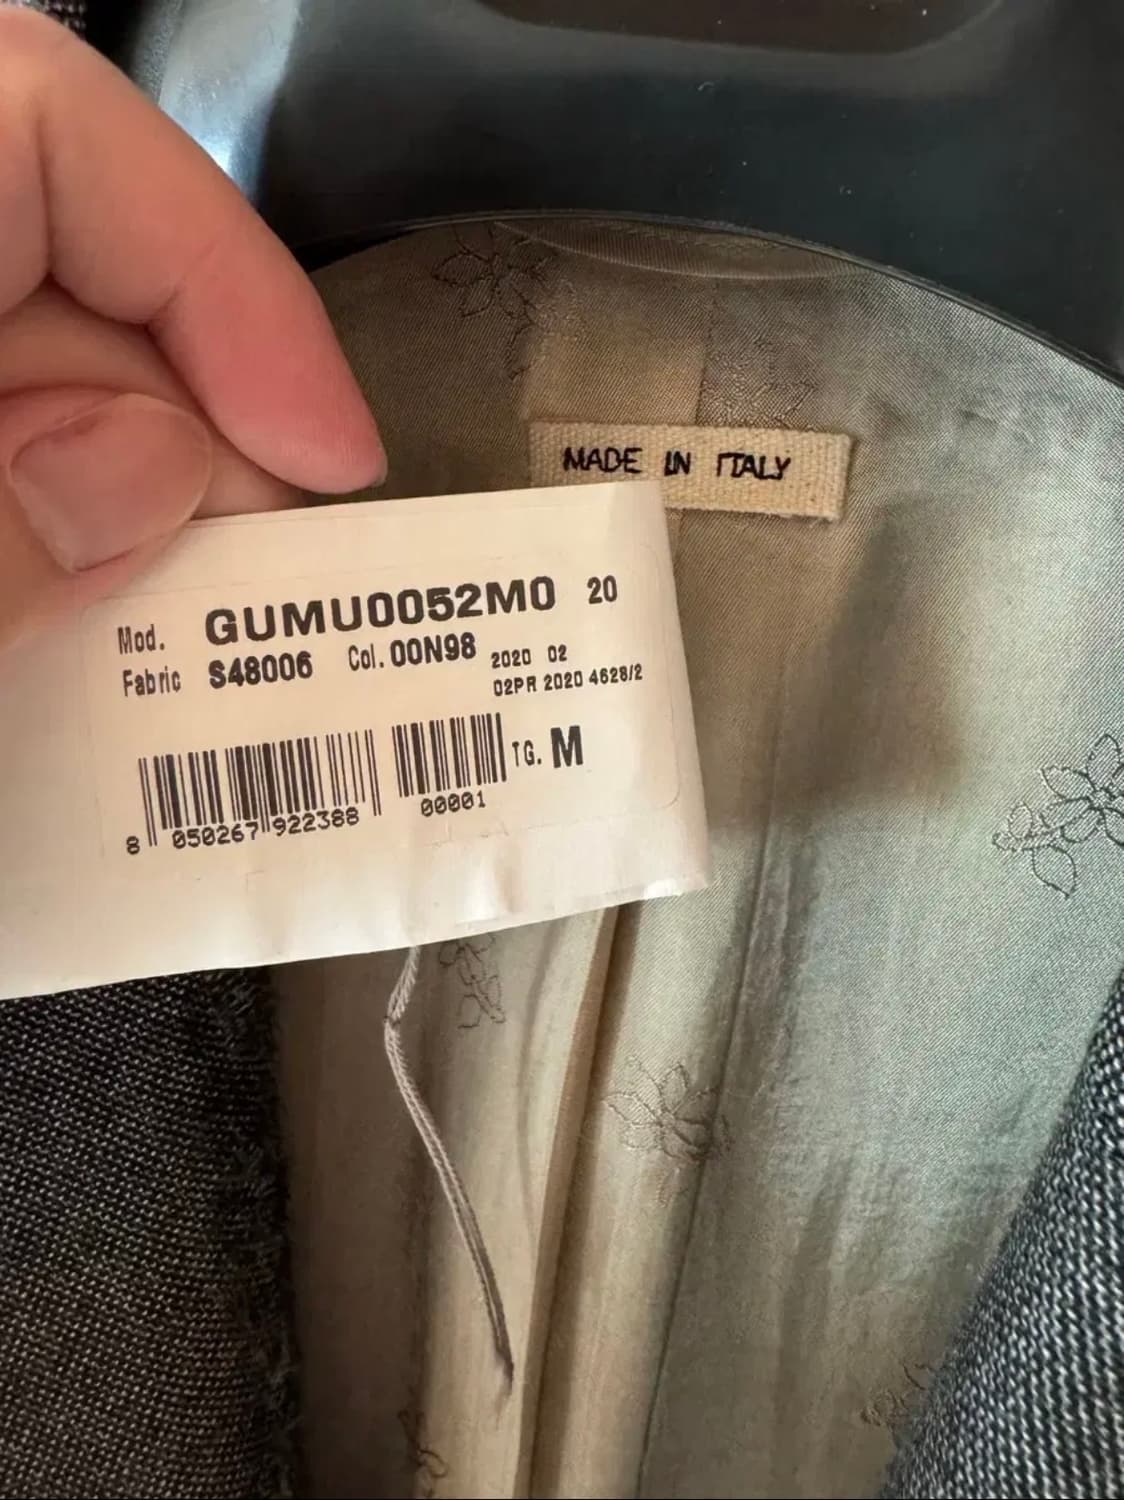 MADE IN ITALY
Mod. GUMU0052M0 20
Fabric S48006 Col. 00N98 2020 02
02PR 2020 4628/2
TG. M
00001
8 050267 922388